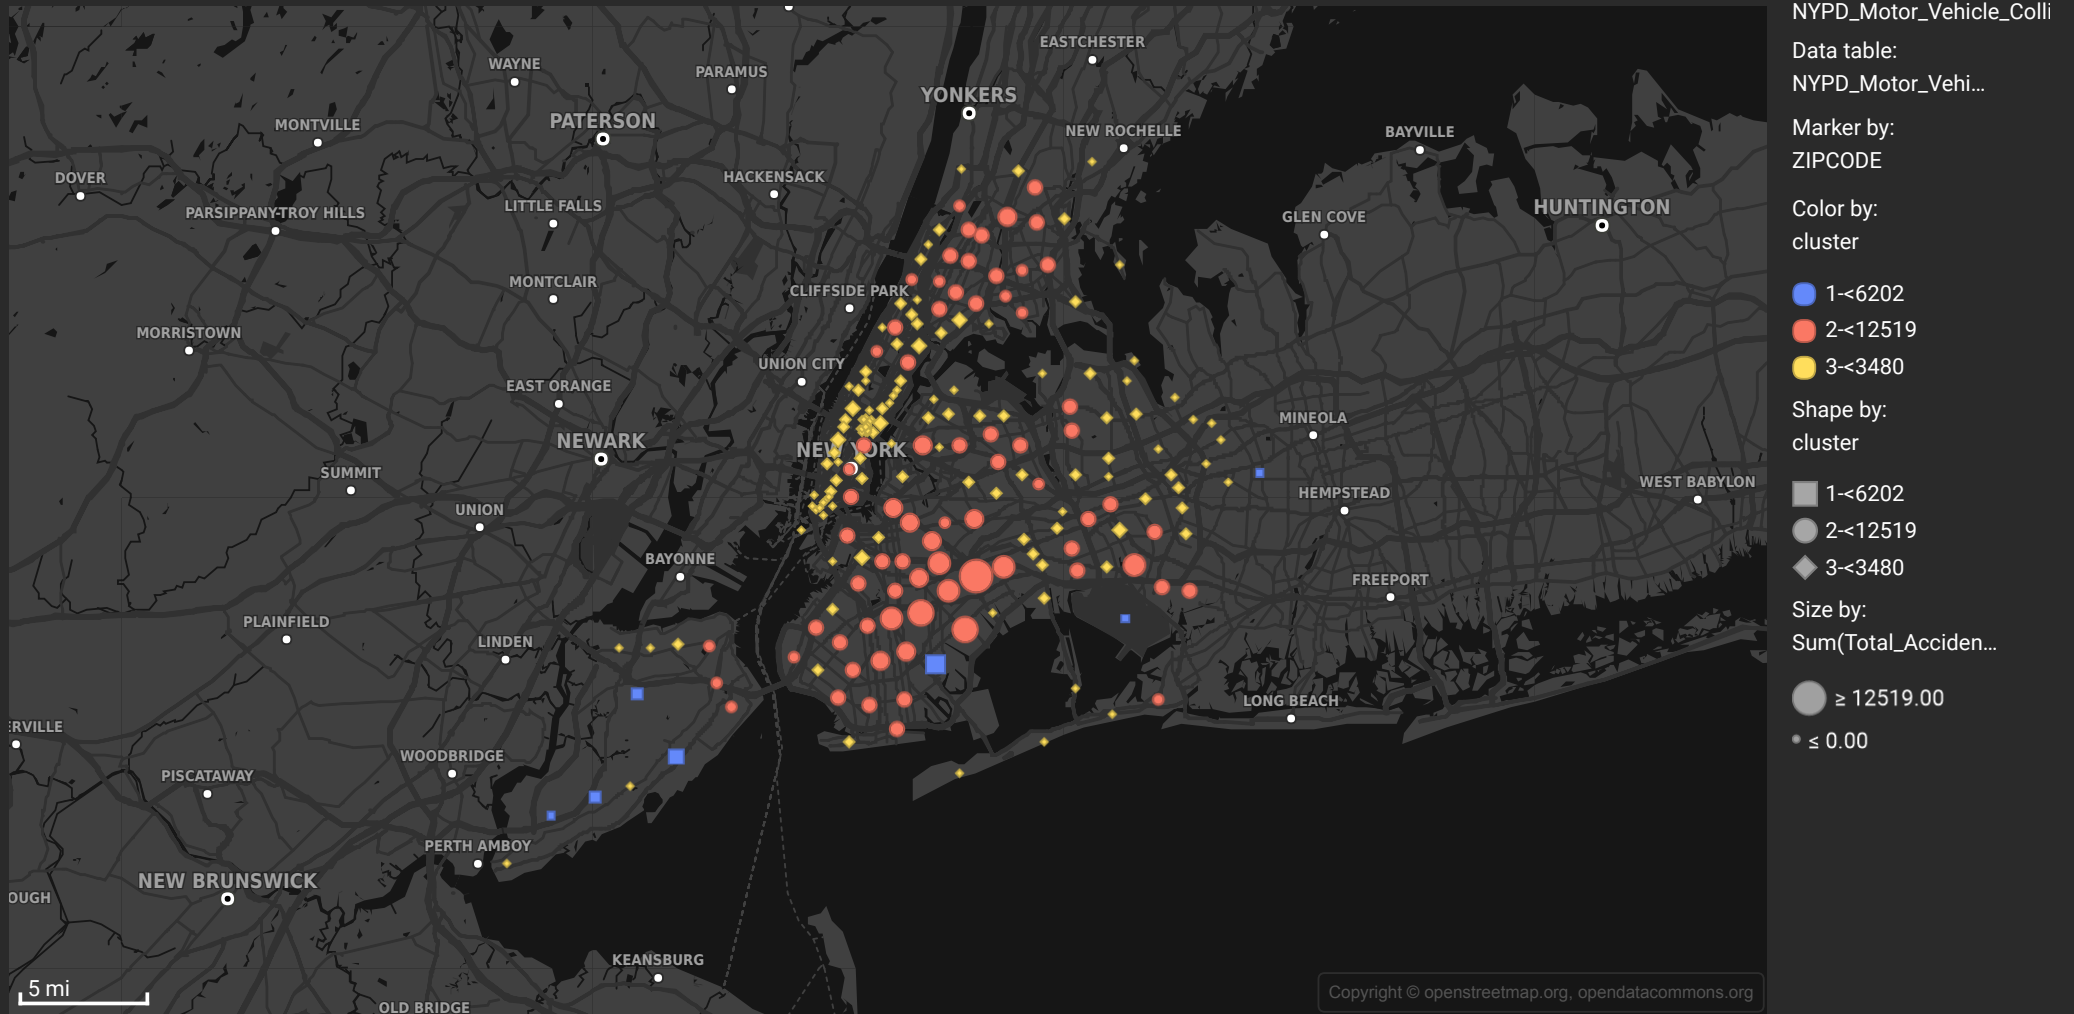 EASTCHESTER
WAYNE
PARAMUS
YONKERS
MONTVILLE
PATERSON
NEW ROCHELLE
BAYVILLE
DOVER
HACKENSACK
PARSIPPANY-TROY HILLS
LITTLE FALLS
GLEN COVE
HUNTINGTON
MONTCLAIR
CLIFFSIDE PARK
MORRISTOWN
UNION CITY
EAST ORANGE
MINEOLA
NEWARK
NEW YORK
SUMMIT
HEMPSTEAD
WEST BABYLON
UNION
BAYONNE
FREEPORT
PLAINFIELD
LINDEN
LONG BEACH
ERVILLE
WOODBRIDGE
PISCATAWAY
PERTH AMBOY
NEW BRUNSWICK
OUGH
KEANSBURG
5 mi
OLD BRIDGE
Copyright © openstreetmap.org, opendatacommons.org
NYPD_Motor_Vehicle_Colli
Data table:
NYPD_Motor_Vehi...
Marker by:
ZIPCODE
Color by:
cluster
1-<6202
2-<12519
3-<3480
Shape by:
cluster
1-<6202
2-<12519
3-<3480
Size by:
Sum(Total_Acciden...
≥ 12519.00
≤ 0.00